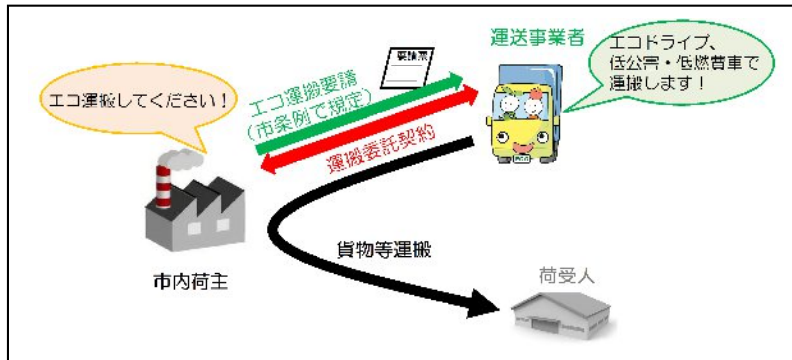 要請票
運送事業者
エコドライブ、
低公害・低燃費車で
運搬します！
エコ運搬してください！
エコ運搬要請
（市条例で規定）
運搬委託契約
市内荷主
貨物等運搬
荷受人